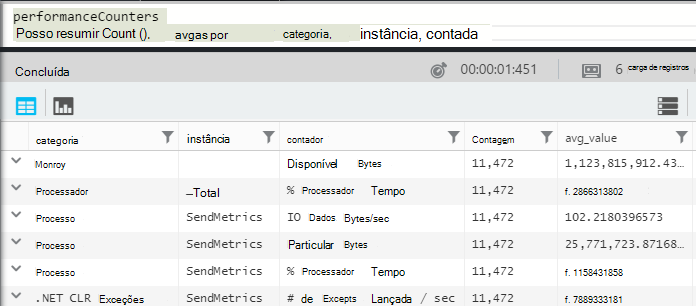 performanceCounters
Posso resumir Count (). avgas por categoria, instância, contada
Concluída 00:00:01:451 6 carga de registros
categoria instância contador Contagem avg_value
Monroy Disponível Bytes 11,472 1,123,815,912.43...
Processador –Total % Processador Tempo 11,472 f. 2866313802
Processo SendMetrics IO Dados Bytes/sec 11,472 102.2180396573
Processo SendMetrics Particular Bytes 11,472 25,771,723.87168...
Processo SendMetrics % Processador Tempo 11,472 f. 1158431858
.NET CLR Exceções SendMetrics # de Excepts Lançada / sec 11,472 f. 7889333181